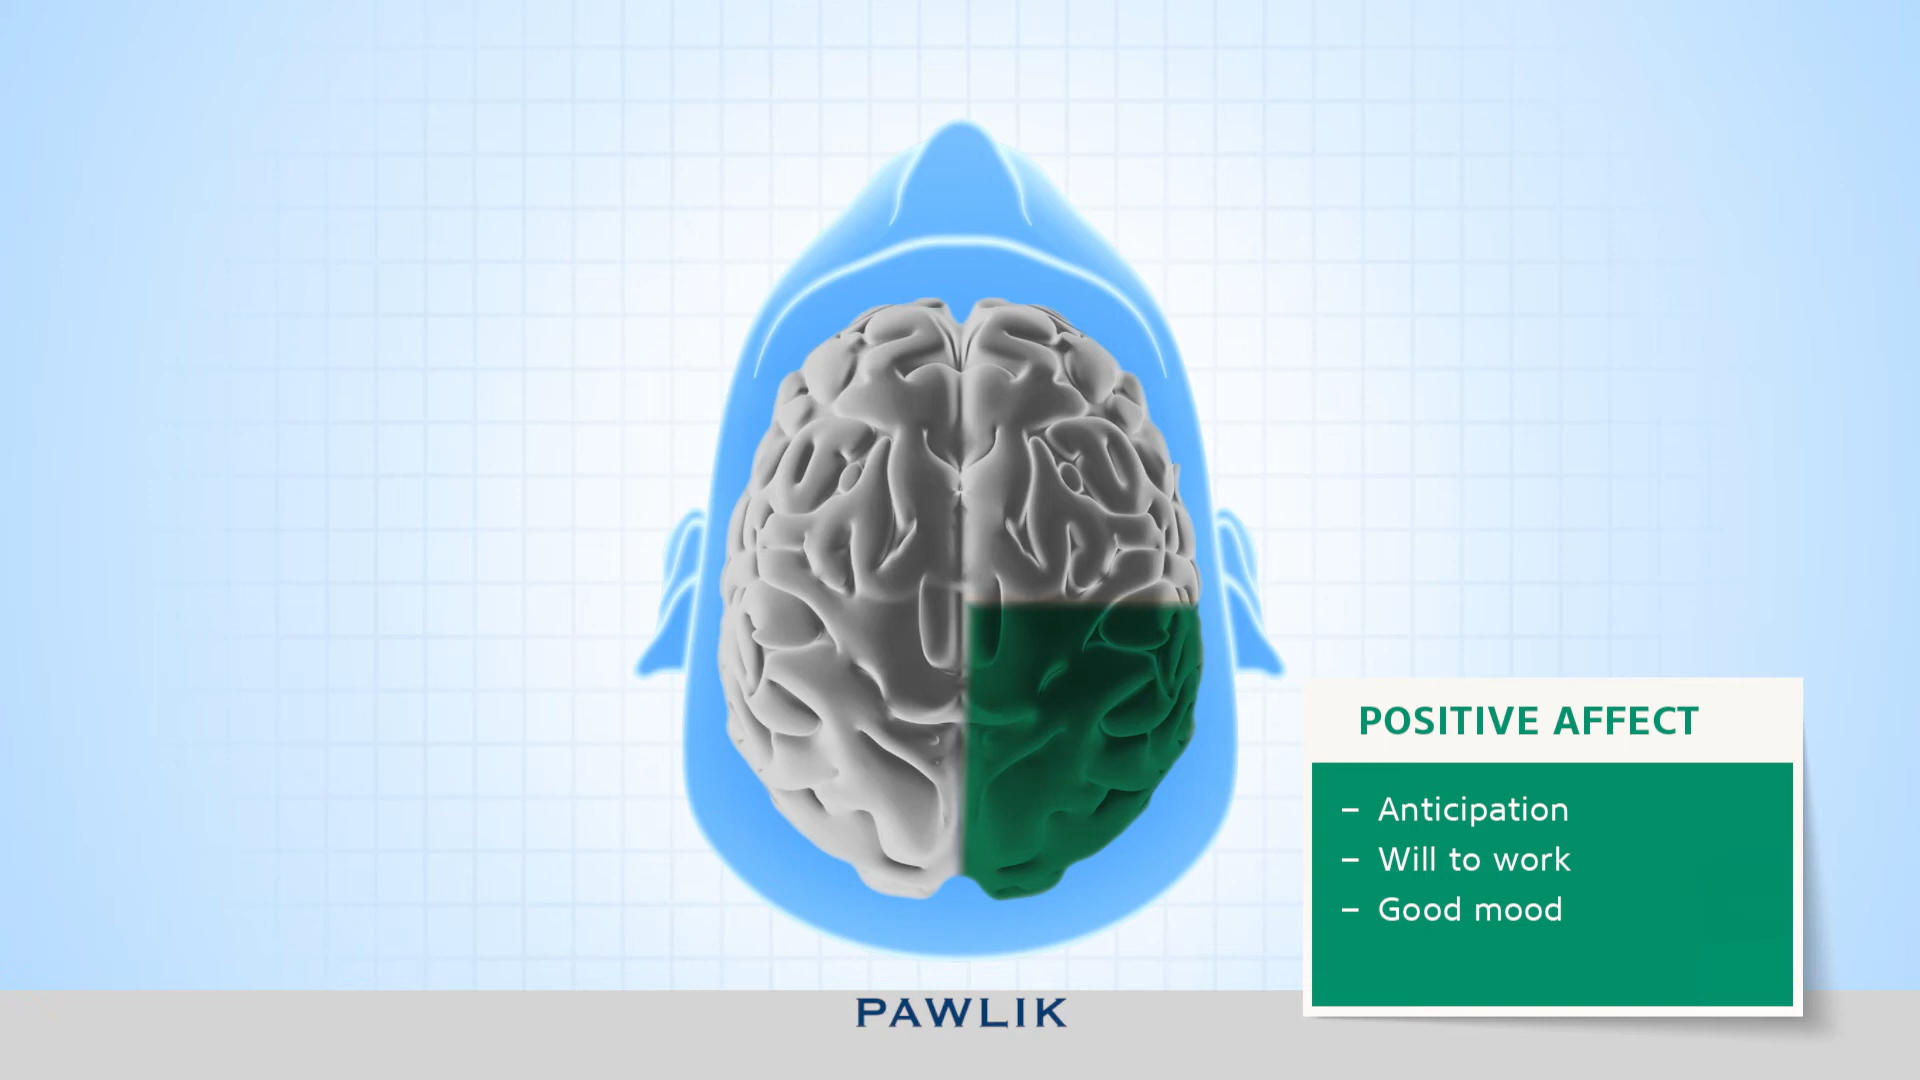 POSITIVE AFFECT
– Anticipation
– Will to work
– Good mood
PAWLIK